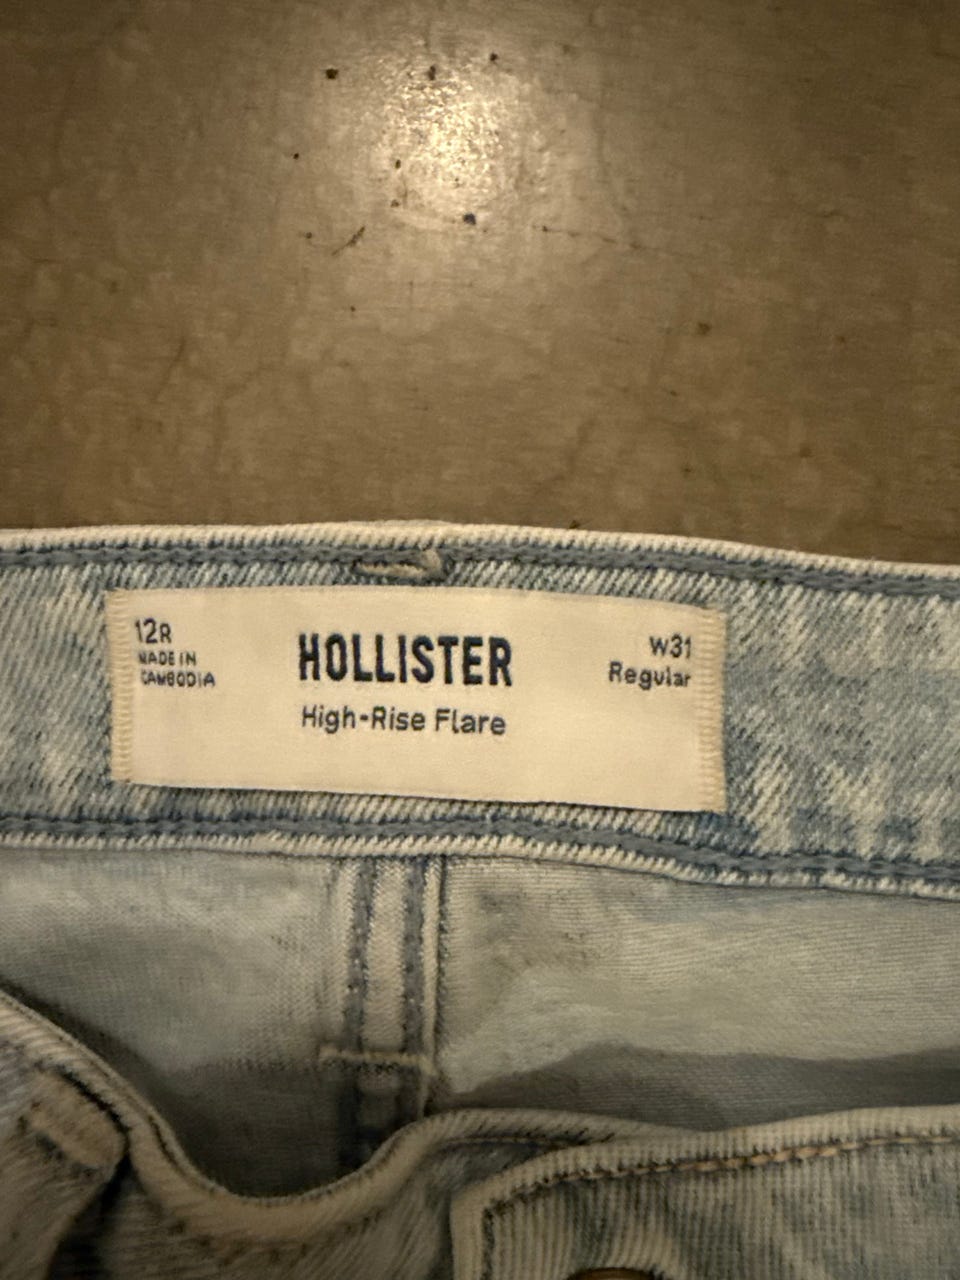 12R
MADE IN
CAMBODIA
HOLLISTER
High-Rise Flare
W31
Regular